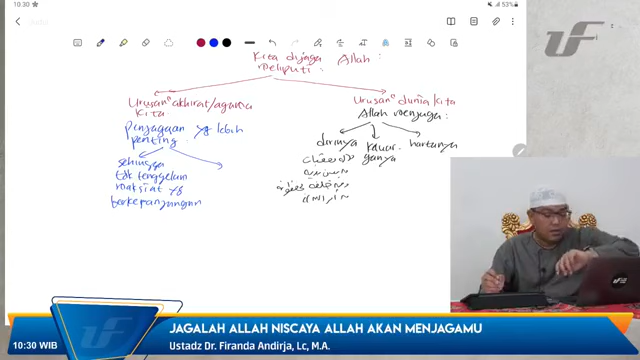 19.30
Kita dijaga Allah :
meliputi :
Urusan² akhirat/agama
Kita
Urusan² dunia kita
Allah menjaga :
penjagaan yg lebih
penting
dirinya
ganya
hartanya
sehingga
tdk tenggelam
maksiat yg
berkepanjangan
UF
JAGALAH ALLAH NISCAYA ALLAH AKAN MENJAGAMU
10:30 WIB
Ustadz Dr. Firanda Andirja, Lc, M.A.